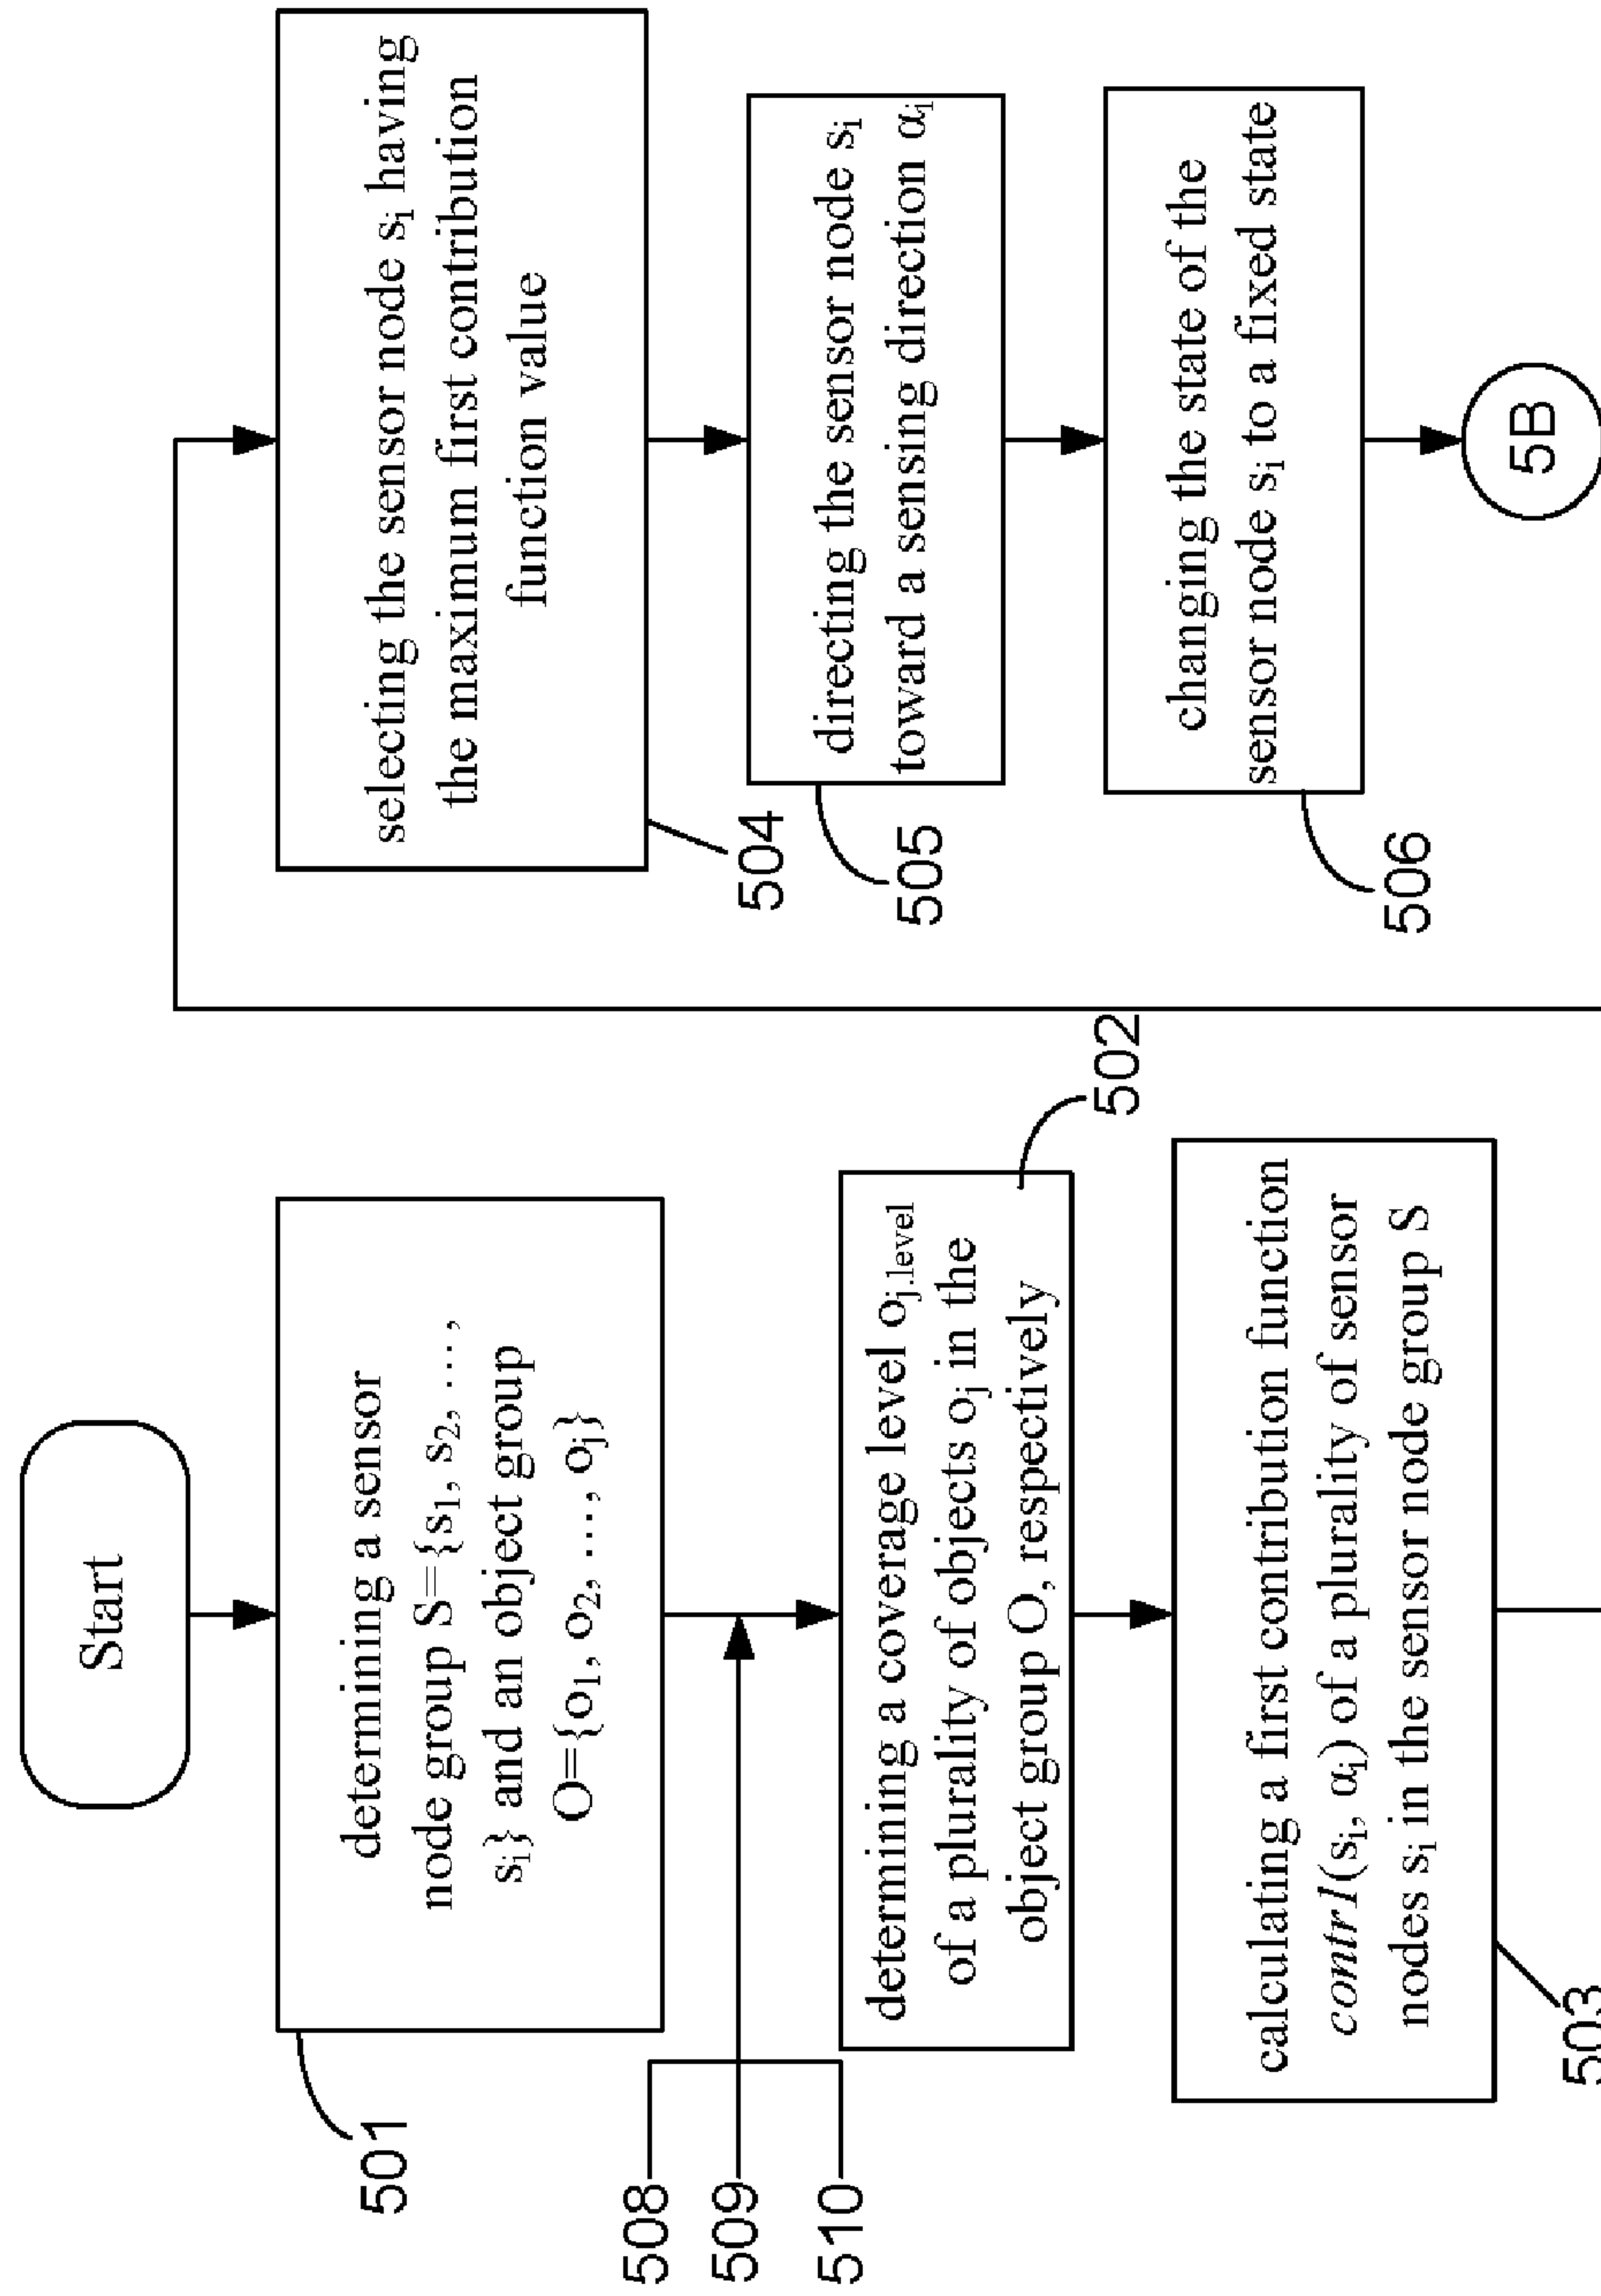 Start
determining a sensor
node group S={s₁, s₂, …,
sᵢ} and an object group
O={o₁, o₂, …, oⱼ}
501
508
509
510
determining a coverage level oⱼ.level
of a plurality of objects oⱼ in the
object group O, respectively
502
calculating a first contribution function
contr1(sᵢ, αᵢ) of a plurality of sensor
nodes sᵢ in the sensor node group S
503
selecting the sensor node sᵢ having
the maximum first contribution
function value
504
directing the sensor node sᵢ
toward a sensing direction αᵢ
505
changing the state of the
sensor node sᵢ to a fixed state
506
5B